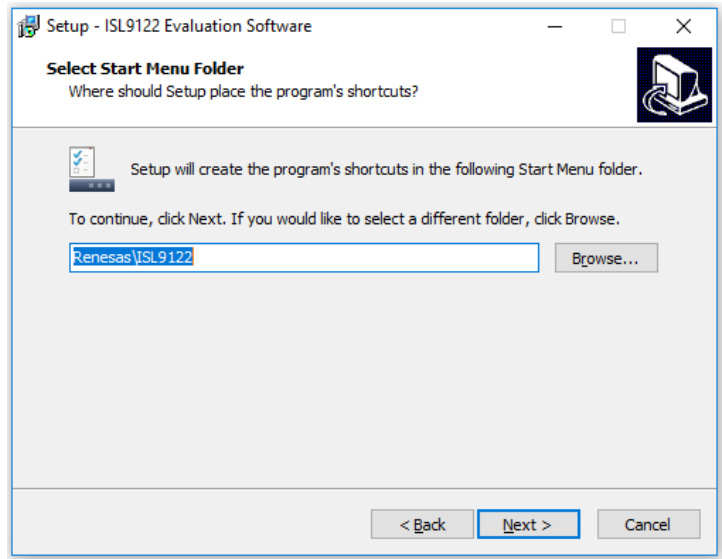 Setup - ISL9122 Evaluation Software
Select Start Menu Folder
Where should Setup place the program's shortcuts?
Setup will create the program's shortcuts in the following Start Menu folder.
To continue, click Next. If you would like to select a different folder, click Browse.
Renesas\ISL9122
Browse...
< Back
Next >
Cancel